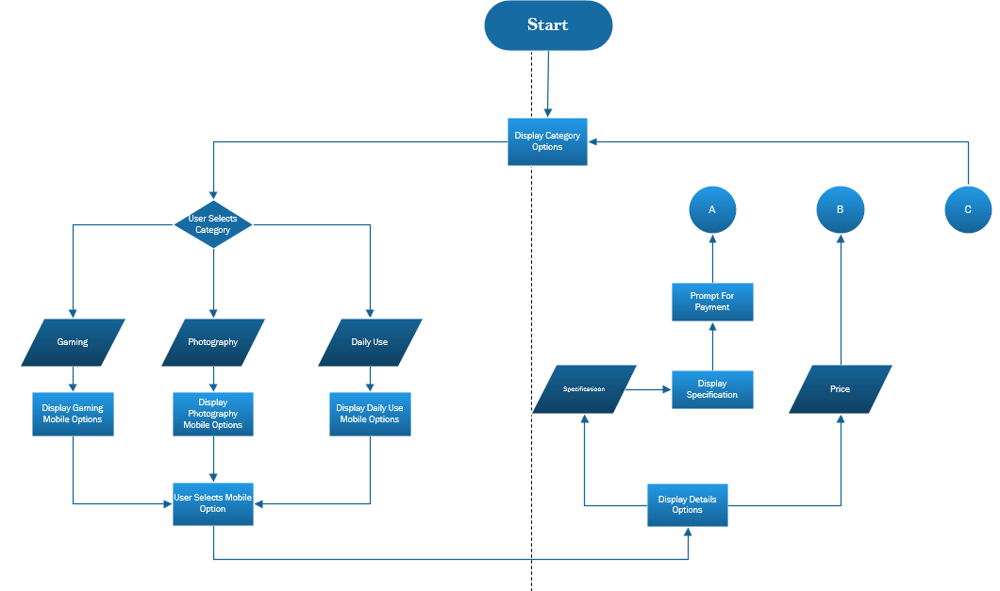 Start
Display Category
Options
User Selects
Category
A
B
C
Prompt For
Payment
Gaming
Photography
Daily Use
Specificatioon
Display
Specification
Price
Display Gaming
Mobile Options
Display
Photography
Mobile Options
Display Daily Use
Mobile Options
User Selects Mobile
Option
Display Details
Options